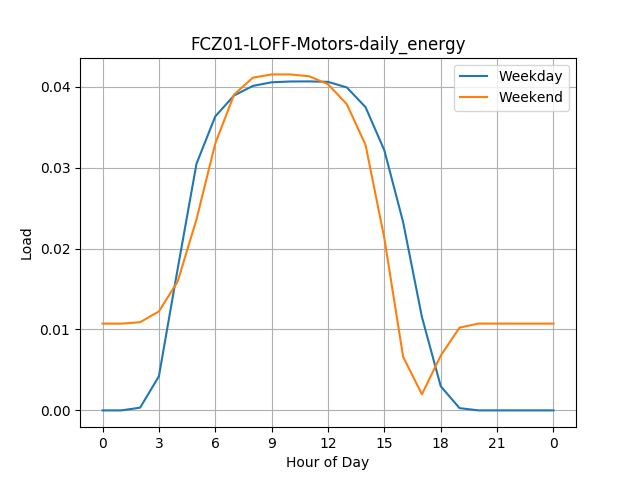 FCZ01-LOFF-Motors-daily_energy
Weekday
Weekend
0.04
0.03
0.02
0.01
0.00
Load
0 3 6 9 12 15 18 21 0
Hour of Day